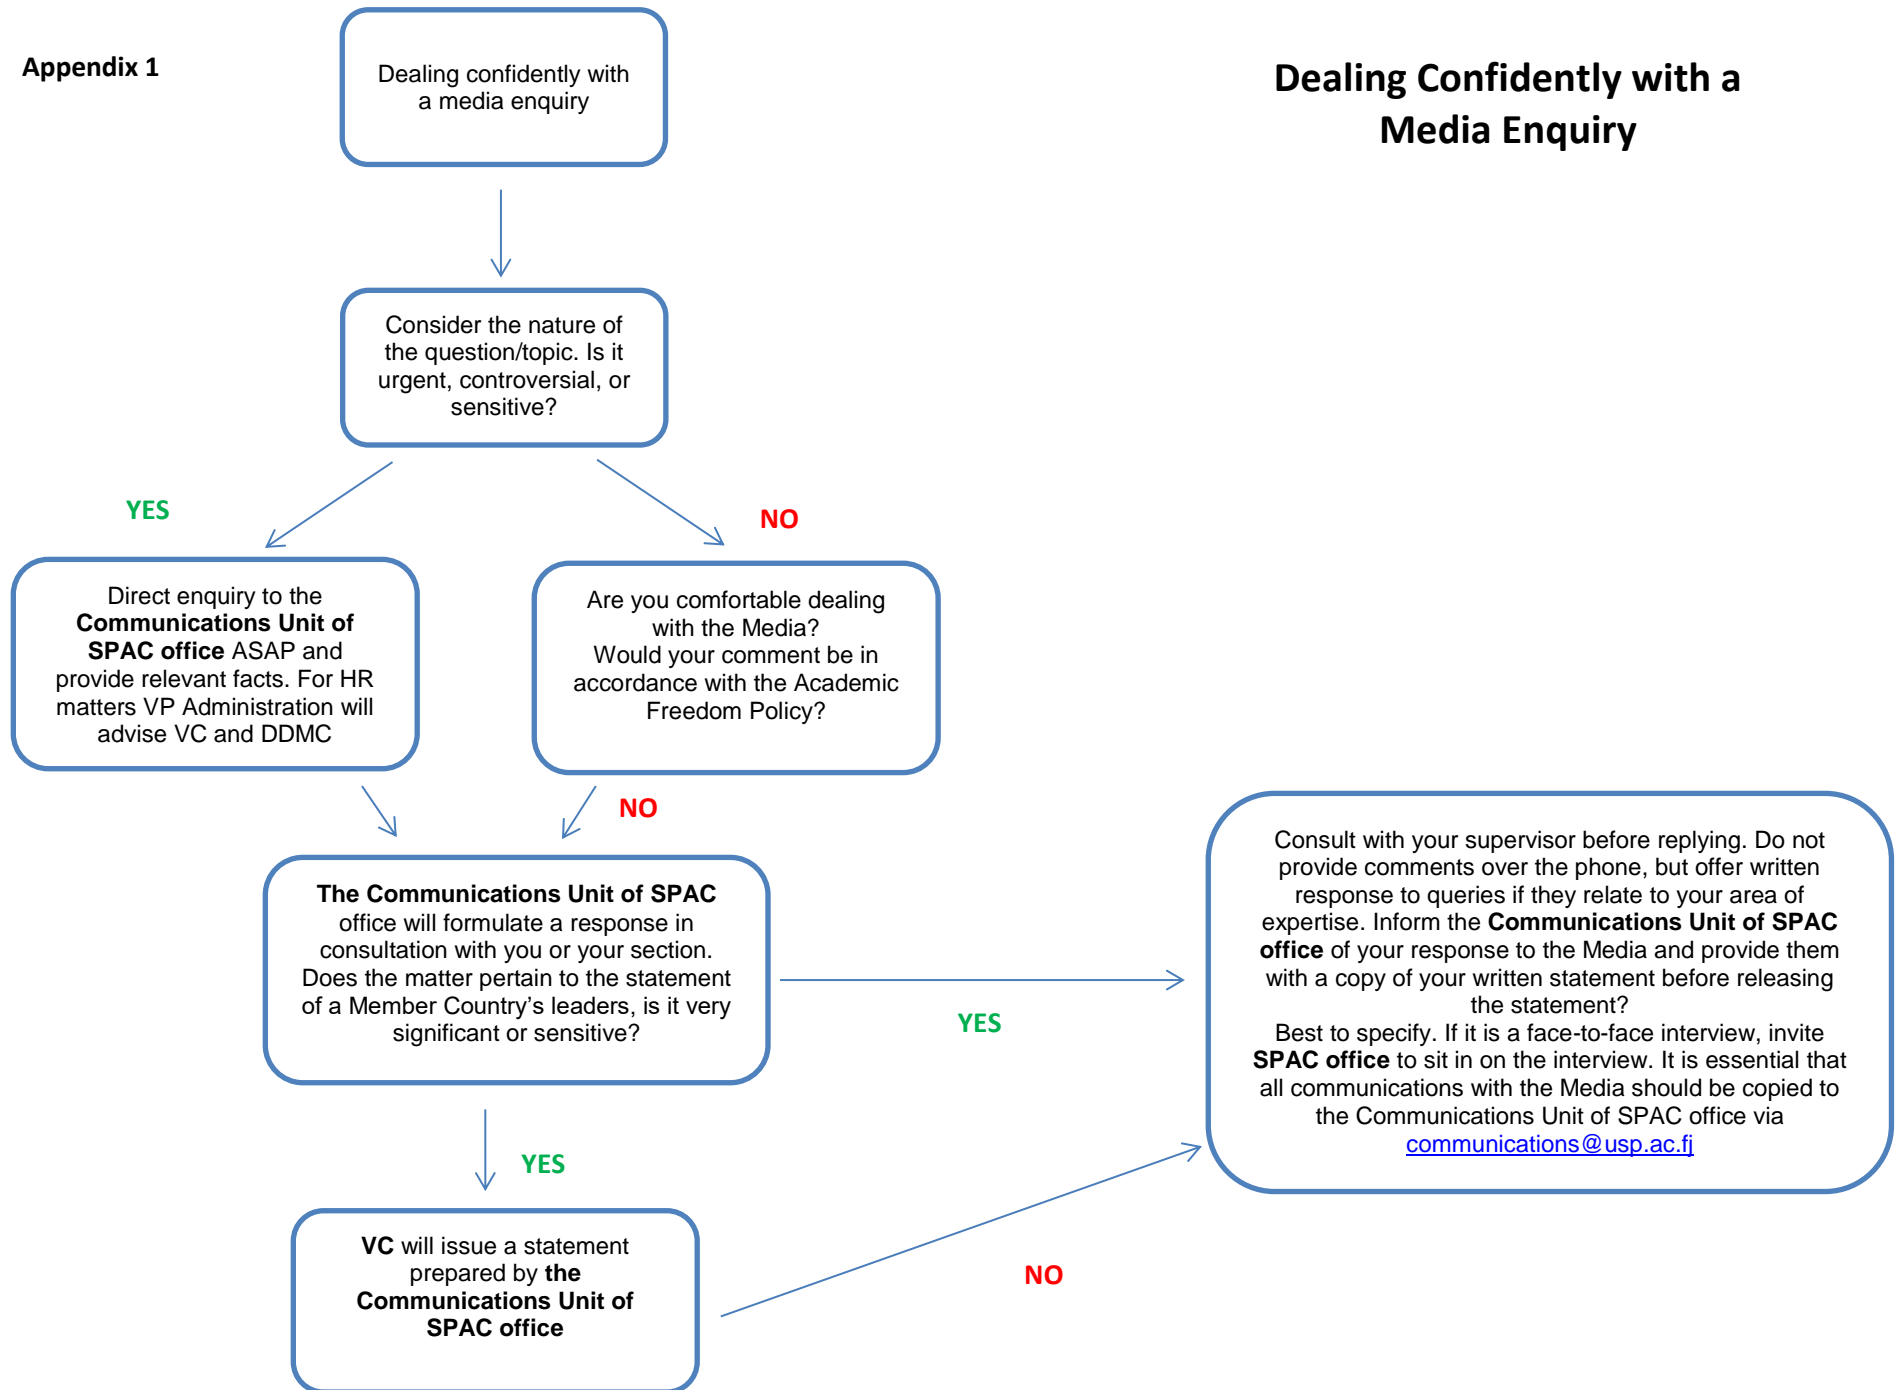 Appendix 1
Dealing confidently with
a media enquiry
Dealing Confidently with a
Media Enquiry
Consider the nature of
the question/topic. Is it
urgent, controversial, or
sensitive?
YES
NO
Direct enquiry to the
Communications Unit of
SPAC office ASAP and
provide relevant facts. For HR
matters VP Administration will
advise VC and DDMC
Are you comfortable dealing
with the Media?
Would your comment be in
accordance with the Academic
Freedom Policy?
NO
The Communications Unit of SPAC
office will formulate a response in
consultation with you or your section.
Does the matter pertain to the statement
of a Member Country's leaders, is it very
significant or sensitive?
YES
Consult with your supervisor before replying. Do not
provide comments over the phone, but offer written
response to queries if they relate to your area of
expertise. Inform the Communications Unit of SPAC
office of your response to the Media and provide them
with a copy of your written statement before releasing
the statement?
Best to specify. If it is a face-to-face interview, invite
SPAC office to sit in on the interview. It is essential that
all communications with the Media should be copied to
the Communications Unit of SPAC office via
communications@usp.ac.fj
YES
VC will issue a statement
prepared by the
Communications Unit of
SPAC office
NO